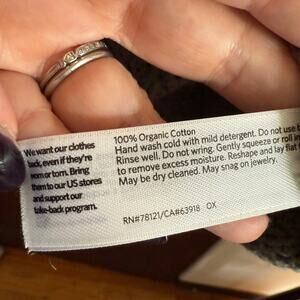 We want our clothes
back, even if they're
worn or torn. Bring
them to our US stores
and support our
take-back program.
100% Organic Cotton
Hand wash cold with mild detergent. Do not use b
Rinse well. Do not wring. Gently squeeze or roll in
to remove excess moisture. Reshape and lay flat
May be dry cleaned. May snag on jewelry.
RN#78121/CA#63918 OX